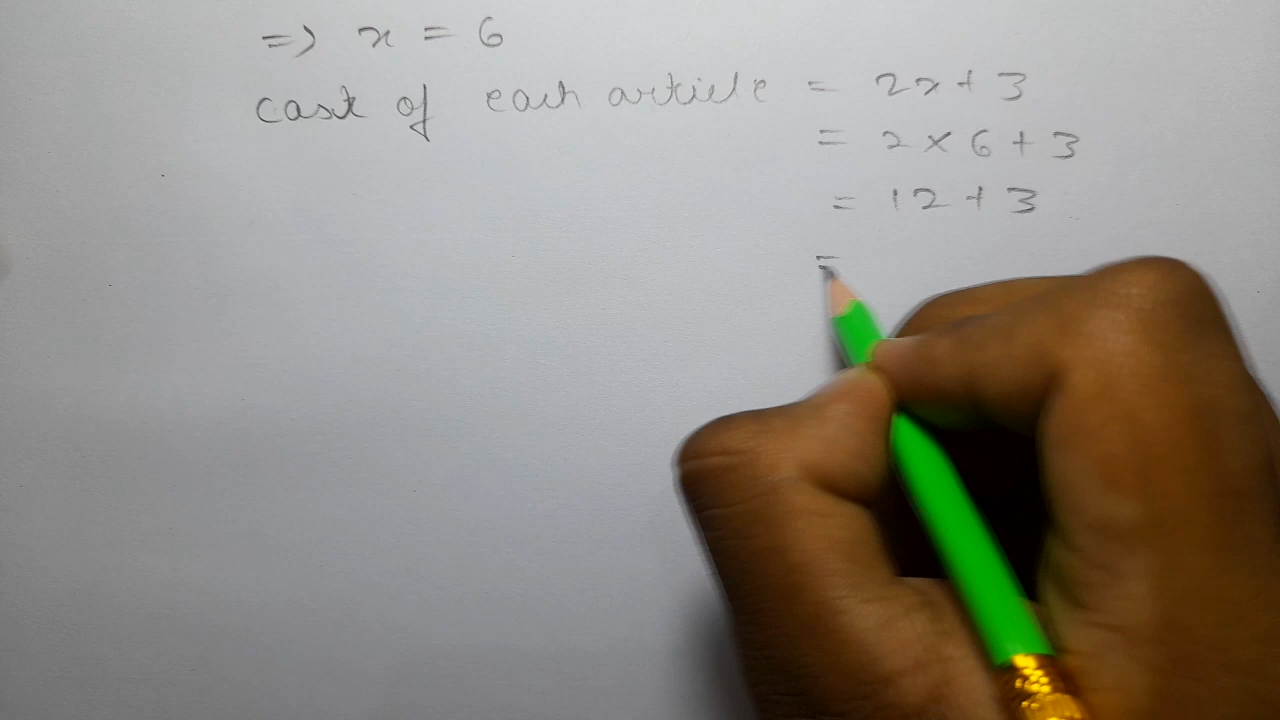 => x = 6
cost of each article = 2x + 3
= 2 × 6 + 3
= 12 + 3
=